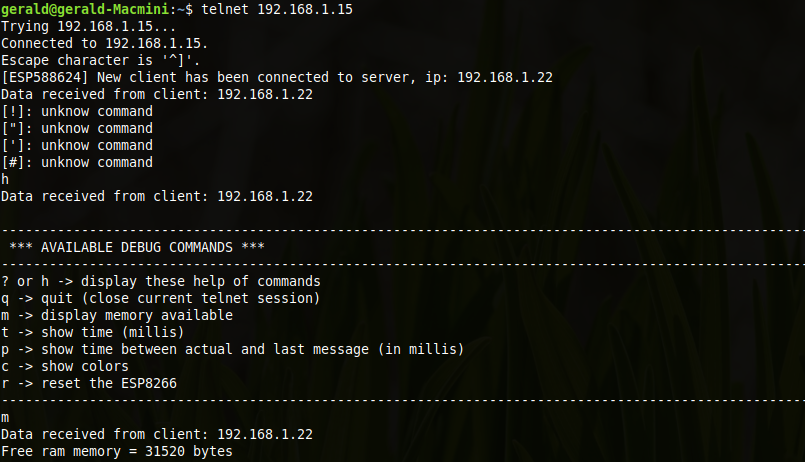 gerald@gerald-Macmini:~$ telnet 192.168.1.15
Trying 192.168.1.15...
Connected to 192.168.1.15.
Escape character is '^]'.
[ESP588624] New client has been connected to server, ip: 192.168.1.22
Data received from client: 192.168.1.22
[!]: unknow command
["]: unknow command
[']: unknow command
[#]: unknow command
h
Data received from client: 192.168.1.22
----------------------------------------------------------------------------------------------------
*** AVAILABLE DEBUG COMMANDS ***
----------------------------------------------------------------------------------------------------
? or h -> display these help of commands
q -> quit (close current telnet session)
m -> display memory available
t -> show time (millis)
p -> show time between actual and last message (in millis)
c -> show colors
r -> reset the ESP8266
----------------------------------------------------------------------------------------------------
m
Data received from client: 192.168.1.22
Free ram memory = 31520 bytes